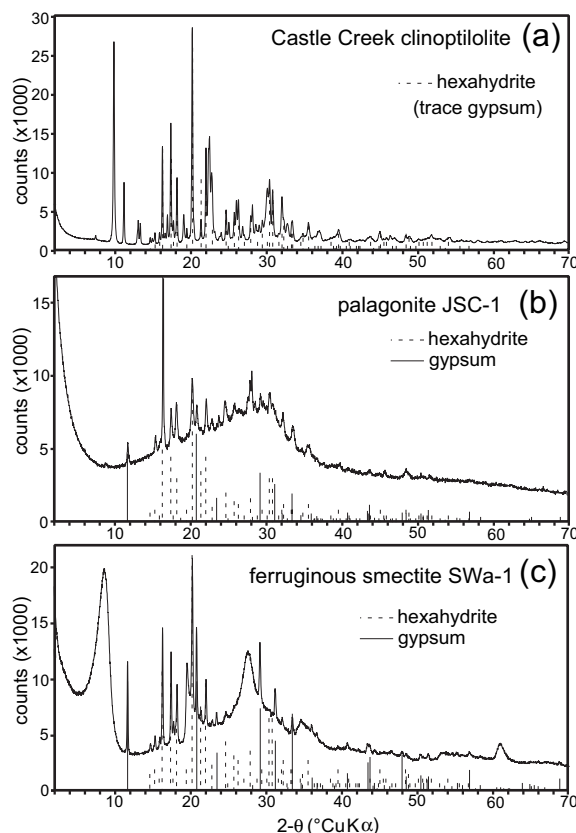 30
25
20
15
10
5
0
counts (x1000)
Castle Creek clinoptilolite (a)
hexahydrite
(trace gypsum)
10 20 30 40 50 60 70
15
10
5
0
counts (x1000)
palagonite JSC-1 (b)
hexahydrite
gypsum
10 20 30 40 50 60 70
20
15
10
5
0
counts (x1000)
ferruginous smectite SWa-1 (c)
hexahydrite
gypsum
10 20 30 40 50 60 70
2-θ (°CuKα)